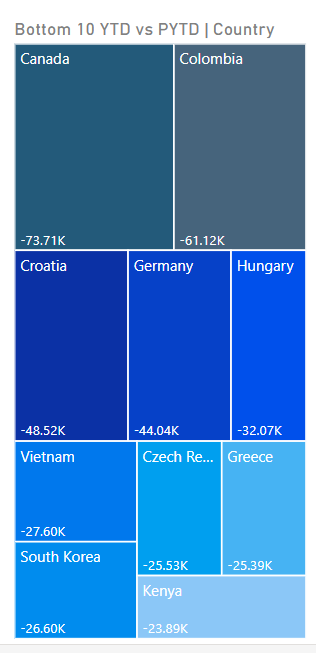 Bottom 10 YTD vs PYTD | Country
Canada
-73.71K
Colombia
-61.12K
Croatia
-48.52K
Germany
-44.04K
Hungary
-32.07K
Vietnam
-27.60K
South Korea
-26.60K
Czech Re...
-25.53K
Greece
-25.39K
Kenya
-23.89K